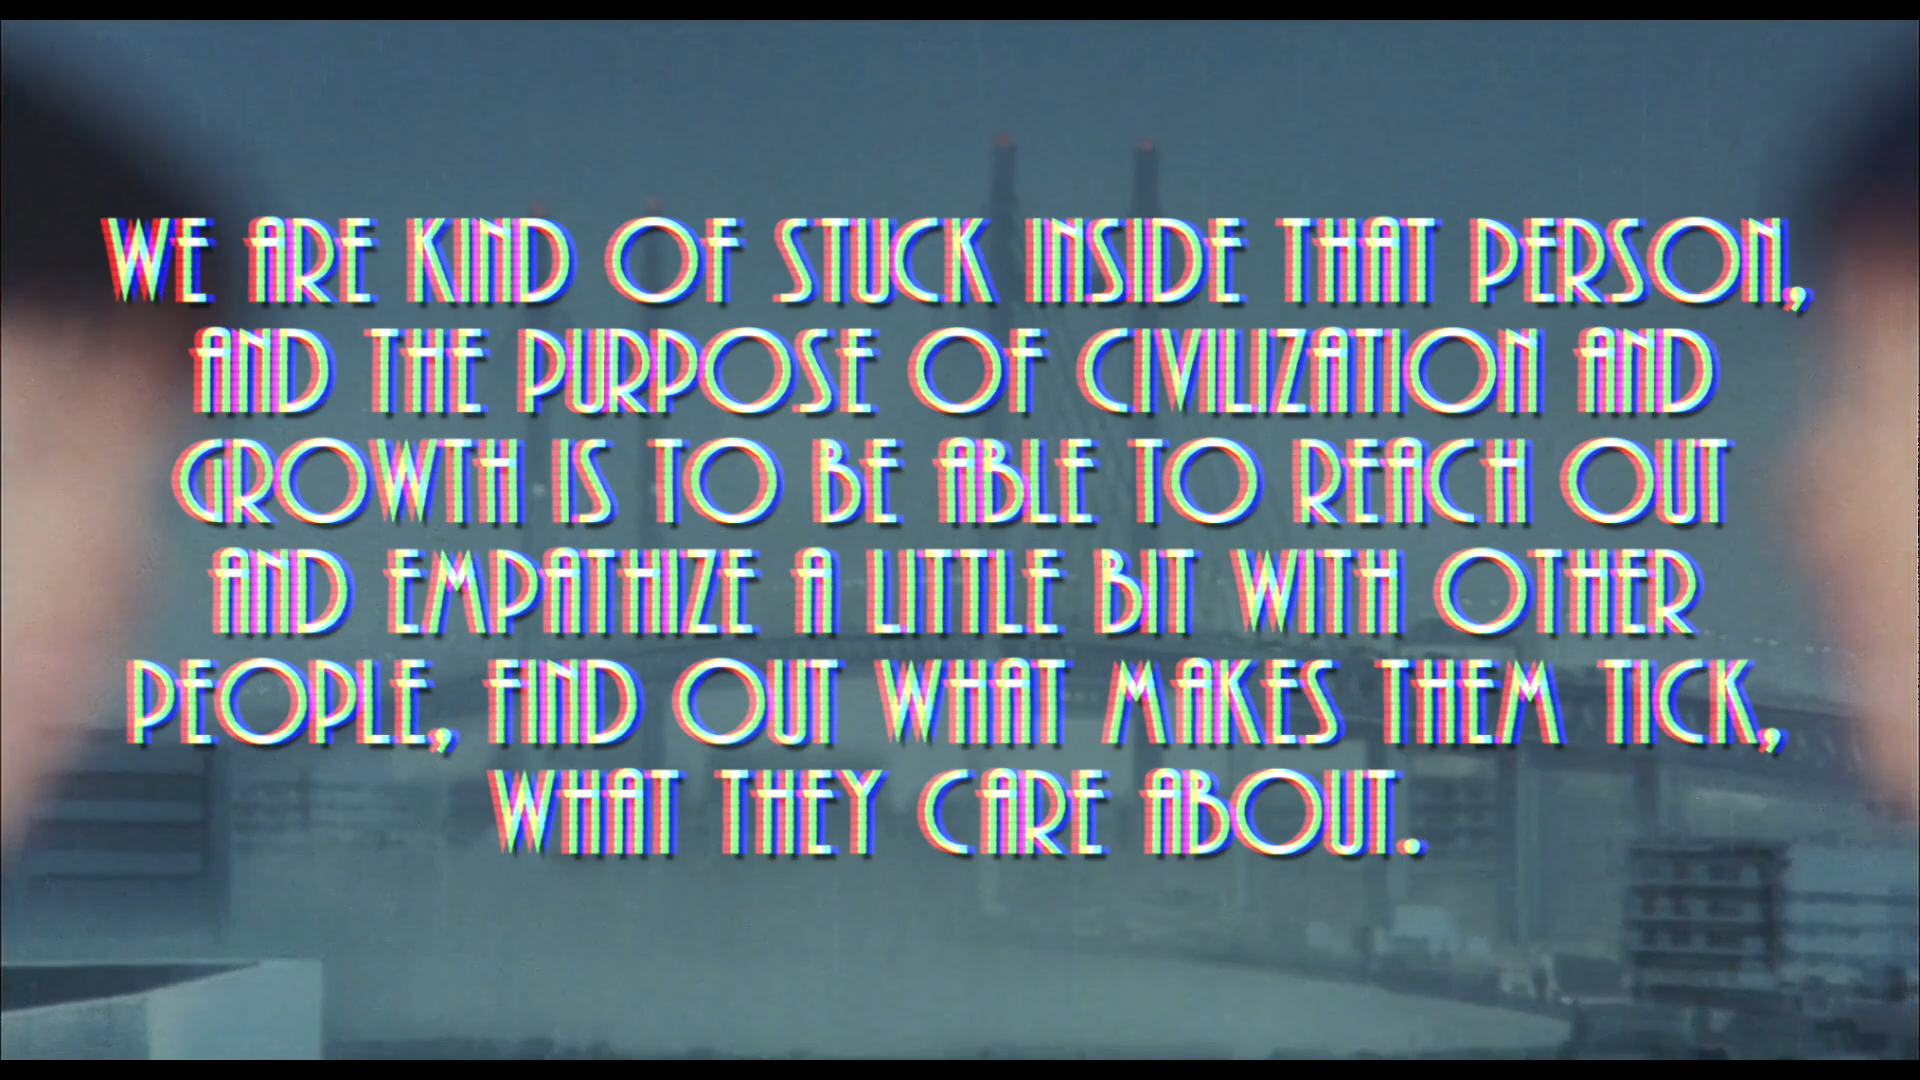 WE ARE KIND OF STUCK INSIDE THAT PERSON,
AND THE PURPOSE OF CIVILIZATION AND
GROWTH IS TO BE ABLE TO REACH OUT
AND EMPATHIZE A LITTLE BIT WITH OTHER
PEOPLE, FIND OUT WHAT MAKES THEM TICK,
WHAT THEY CARE ABOUT.